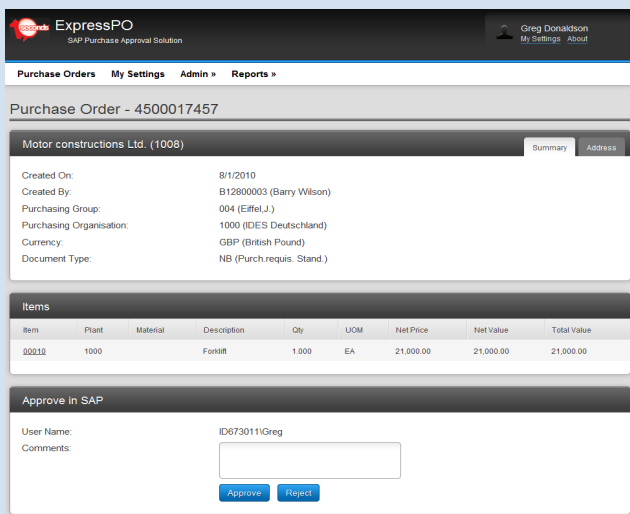 10seconds ExpressPO
SAP Purchase Approval Solution
Greg Donaldson
My Settings About
Purchase Orders My Settings Admin » Reports »
Purchase Order - 4500017457
Motor constructions Ltd. (1008) Summary Address
Created On: 8/1/2010
Created By: B12800003 (Barry Wilson)
Purchasing Group: 004 (Eiffel,J.)
Purchasing Organisation: 1000 (IDES Deutschland)
Currency: GBP (British Pound)
Document Type: NB (Purch.requis. Stand.)
Items
Item Plant Material Description Qty UOM Net Price Net Value Total Value
00010 1000 Forklift 1.000 EA 21,000.00 21,000.00 21,000.00
Approve in SAP
User Name: ID673011\Greg
Comments:
Approve Reject